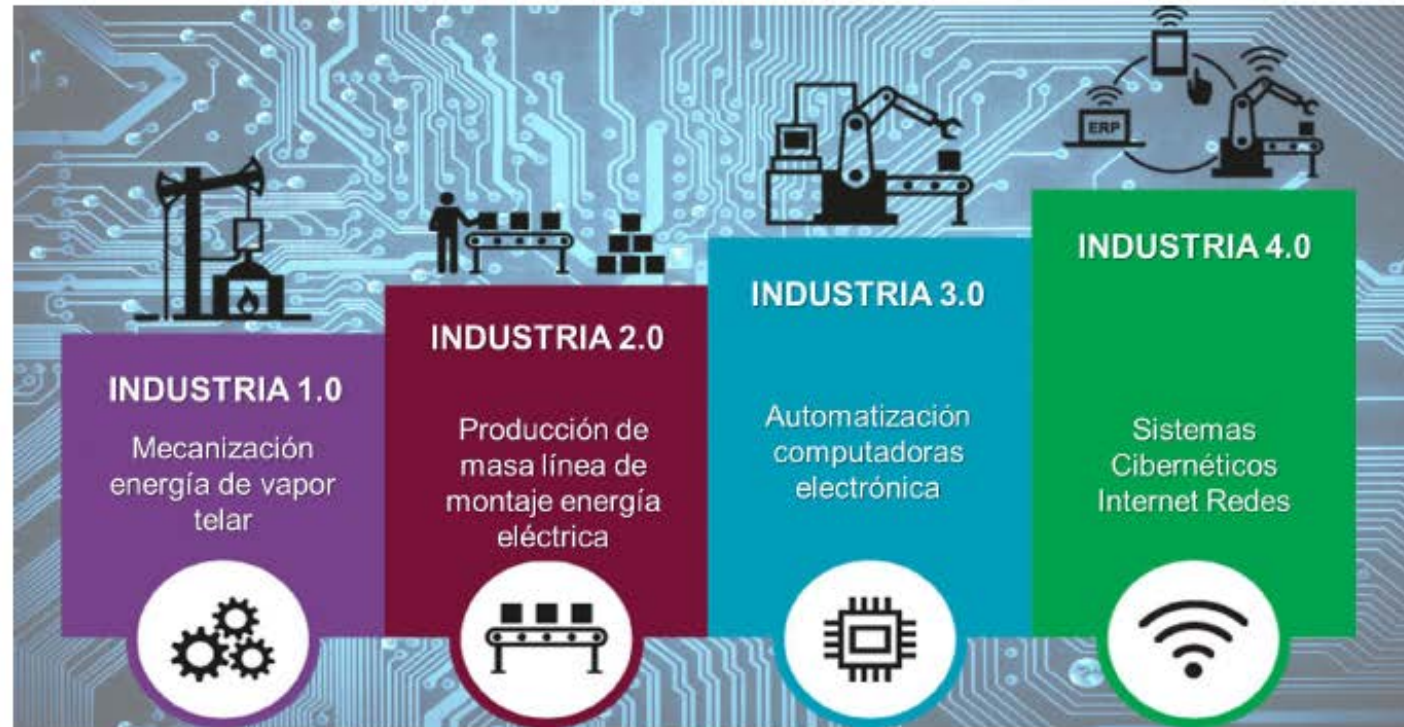 ERP
INDUSTRIA 1.0
Mecanización
energía de vapor
telar
INDUSTRIA 2.0
Producción de
masa línea de
montaje energía
eléctrica
INDUSTRIA 3.0
Automatización
computadoras
electrónica
INDUSTRIA 4.0
Sistemas
Cibernéticos
Internet Redes